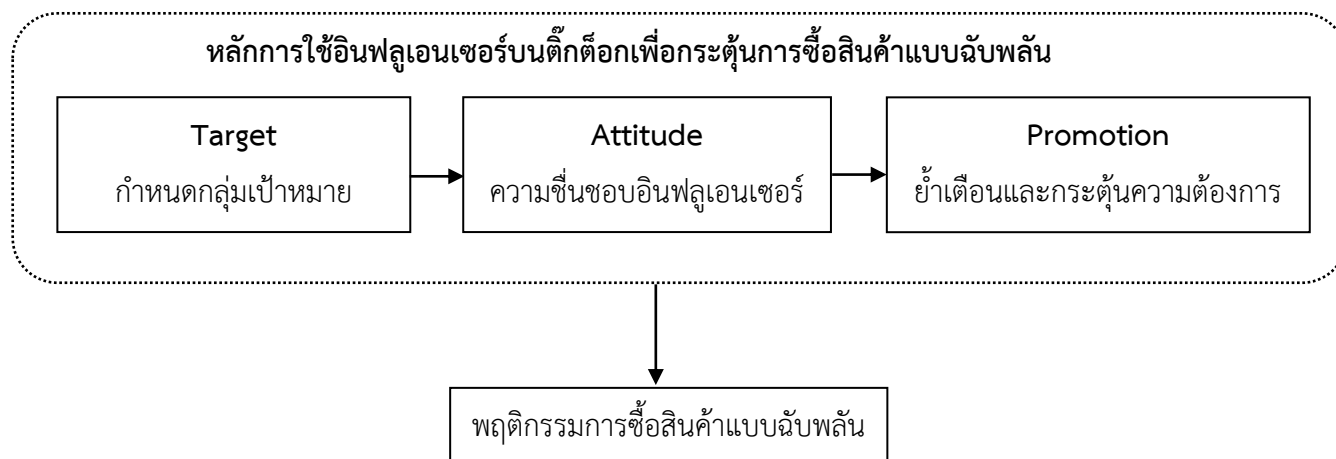 หลักการใช้อินฟลูเอนเซอร์บนติ๊กต็อกเพื่อกระตุ้นการซื้อสินค้าแบบฉับพลัน
Target
กำหนดกลุ่มเป้าหมาย
Attitude
ความชื่นชอบอินฟลูเอนเซอร์
Promotion
ย้ำเตือนและกระตุ้นความต้องการ
พฤติกรรมการซื้อสินค้าแบบฉับพลัน